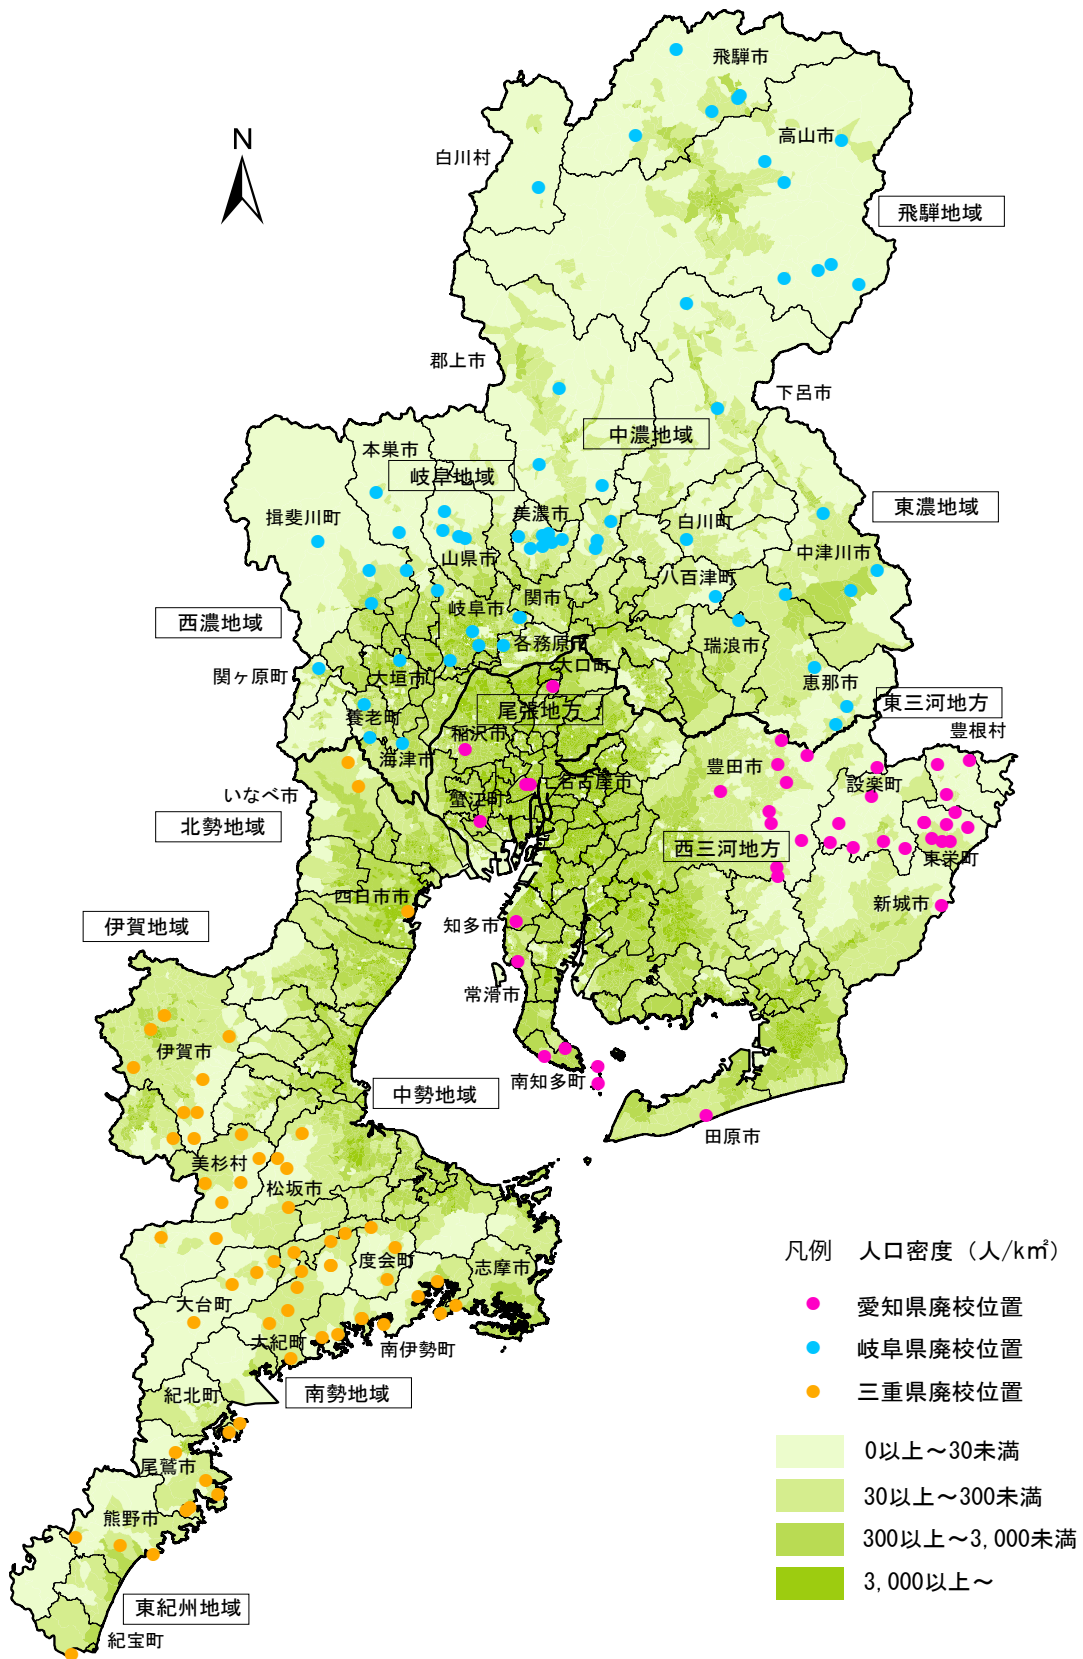 飛騨市
N
高山市
白川村
飛騨地域
郡上市
下呂市
中濃地域
本巣市
岐阜地域
東濃地域
揖斐川町
美濃市
白川町
山県市
中津川市
八百津町
関市
岐阜市
西濃地域
各務原市
瑞浪市
大口町
関ヶ原町
大垣市
恵那市
東三河地方
尾張地方
養老町
豊根村
稲沢市
海津市
豊田市
設楽町
名古屋市
いなべ市
蟹江町
北勢地域
西三河地方
東栄町
四日市市
新城市
伊賀地域
知多市
常滑市
伊賀市
南知多町
中勢地域
田原市
美杉村
松坂市
度会町
志摩市
凡例 人口密度（人/k㎡）
大台町
愛知県廃校位置
大紀町
南伊勢町
岐阜県廃校位置
南勢地域
紀北町
三重県廃校位置
0以上～30未満
尾鷲市
30以上～300未満
熊野市
300以上～3,000未満
3,000以上～
東紀州地域
紀宝町